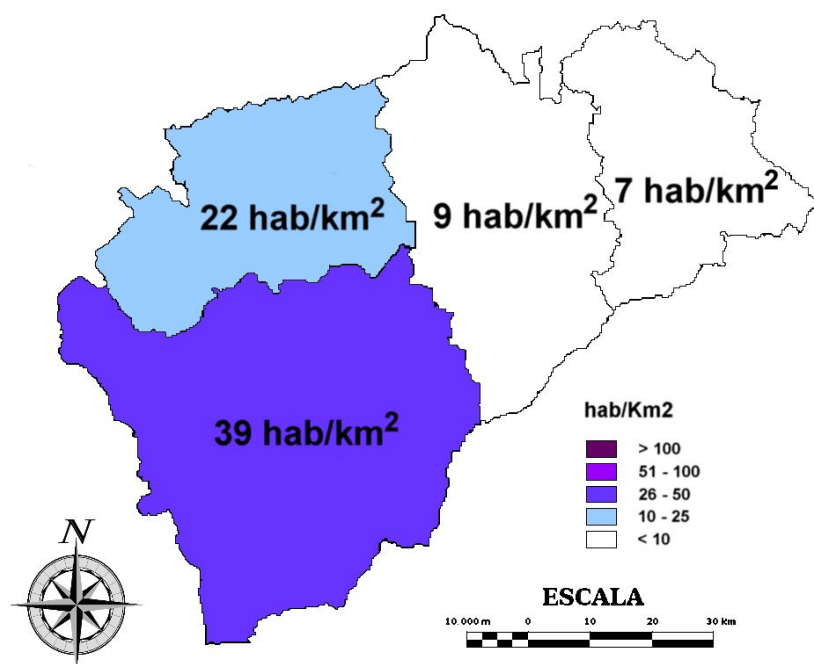 22 hab/km²
9 hab/km²
7 hab/km²
39 hab/km²
hab/Km2
> 100
51 - 100
26 - 50
10 - 25
< 10
N
ESCALA
10.000 m 0 10 20 30 km